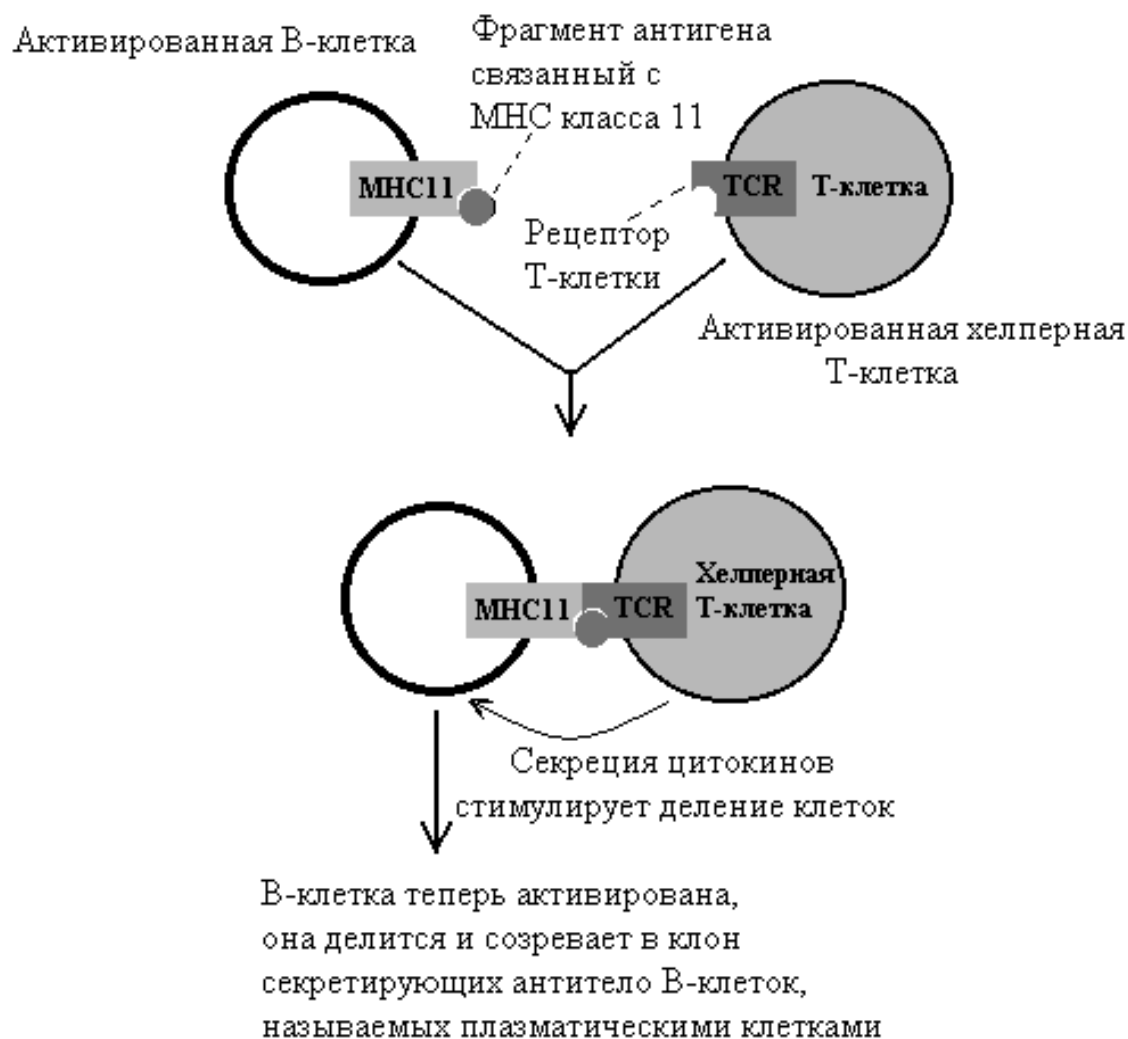 Активированная В-клетка
Фрагмент антигена
связанный с
МНС класса 11
МНС11
TCR
Т-клетка
Рецептор
Т-клетки
Активированная хелперная
Т-клетка
МНС11
TCR
Хелперная
Т-клетка
Секреция цитокинов
стимулирует деление клеток
В-клетка теперь активирована,
она делится и созревает в клон
секретирующих антитело В-клеток,
называемых плазматическими клетками